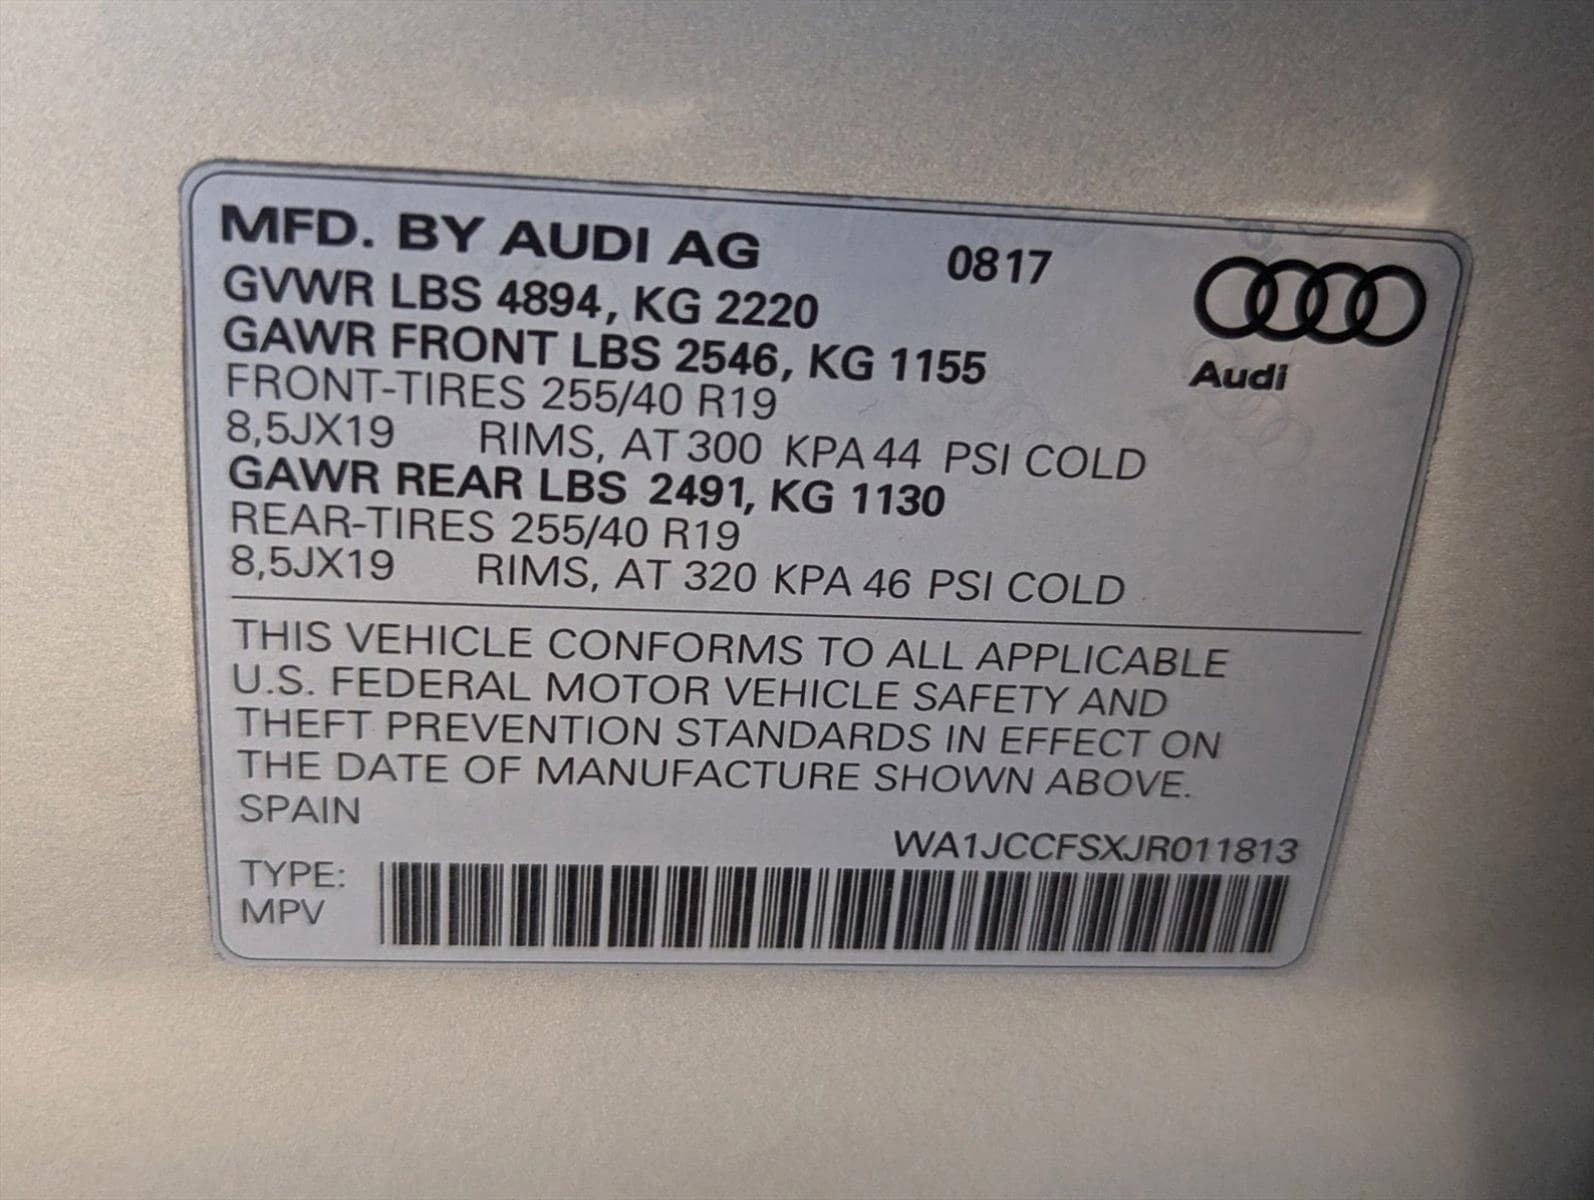 MFD. BY AUDI AG 0817
GVWR LBS 4894, KG 2220
GAWR FRONT LBS 2546, KG 1155
Audi
FRONT-TIRES 255/40 R19
8,5JX19 RIMS, AT 300 KPA 44 PSI COLD
GAWR REAR LBS 2491, KG 1130
REAR-TIRES 255/40 R19
8,5JX19 RIMS, AT 320 KPA 46 PSI COLD
THIS VEHICLE CONFORMS TO ALL APPLICABLE
U.S. FEDERAL MOTOR VEHICLE SAFETY AND
THEFT PREVENTION STANDARDS IN EFFECT ON
THE DATE OF MANUFACTURE SHOWN ABOVE.
SPAIN
WA1JCCFSXJR011813
TYPE:
MPV